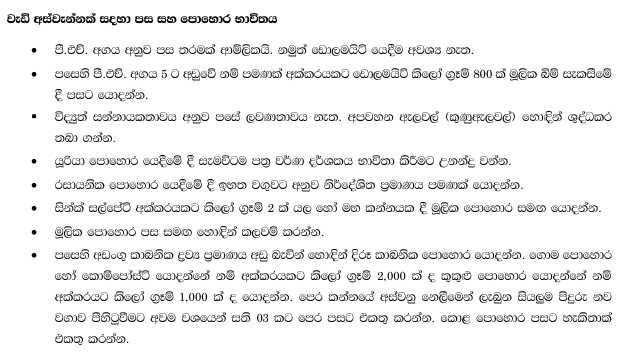 වැඩි අස්වැන්නක් සදහා පස සහ පොහොර භාවිතය
• පී.එච්. අගය අනුව පස තරමක් ආම්ලිකයි. නමුත් ඩොලමයිට් යෙදීම අවශ්‍ය නැත.
• පසෙහි පී.එච්. අගය 5 ට අඩුවේ නම් පමණක් අක්කරයකට ඩොලමයිට් කිලෝ ග්‍රෑම් 800 ක් මූලික බිම් සැකසීමේ
දී පසට යොදන්න.
▪ විද්‍යුත් සන්නායකතාවය අනුව පසේ ලවණතාවය නැත. අපවහන ඇලවල් (කුණුඇලවල්) හොඳින් ශුද්ධකර
තබා ගන්න.
• යූරියා පොහොර යෙදීමේ දී සැමවිටම පත්‍ර වර්ණ දර්ශකය භාවිතා කිරීමට උනන්දු වන්න.
• රසායනික පොහොර යෙදීමේ දී ඉහත වගුවට අනුව නිර්දේශිත ප්‍රමාණය පමණක් යොදන්න.
• සින්ක් සල්පේට් අක්කරයකට කිලෝ ග්‍රෑම් 2 ක් යල හෝ මහ කන්නයක දී මූලික පොහොර සමඟ යොදන්න.
• මූලික පොහොර පස සමඟ හොඳින් කලවම් කරන්න.
• පසෙහි අඩංගු කාබනික ද්‍රව්‍ය ප්‍රමාණය අඩු බැවින් හොඳින් දිරූ කාබනික පොහොර යොදන්න. ගොම පොහොර
හෝ කොම්පෝස්ට් යොදන්නේ නම් අක්කරයකට කිලෝ ග්‍රෑම් 2,000 ක් ද කුකුළු පොහොර යොදන්නේ නම්
අක්කරයට කිලෝ ග්‍රෑම් 1,000 ක් ද යොදන්න. පෙර කන්නයේ අස්වනු නෙලීමෙන් ලැබුන සියලුම පිදුරු නව
වගාව පිහිටුවීමට අවම වශයෙන් සති 03 කට පෙර පසට එකතු කරන්න. කොළ පොහොර පසට හැකිතාක්
එකතු කරන්න.